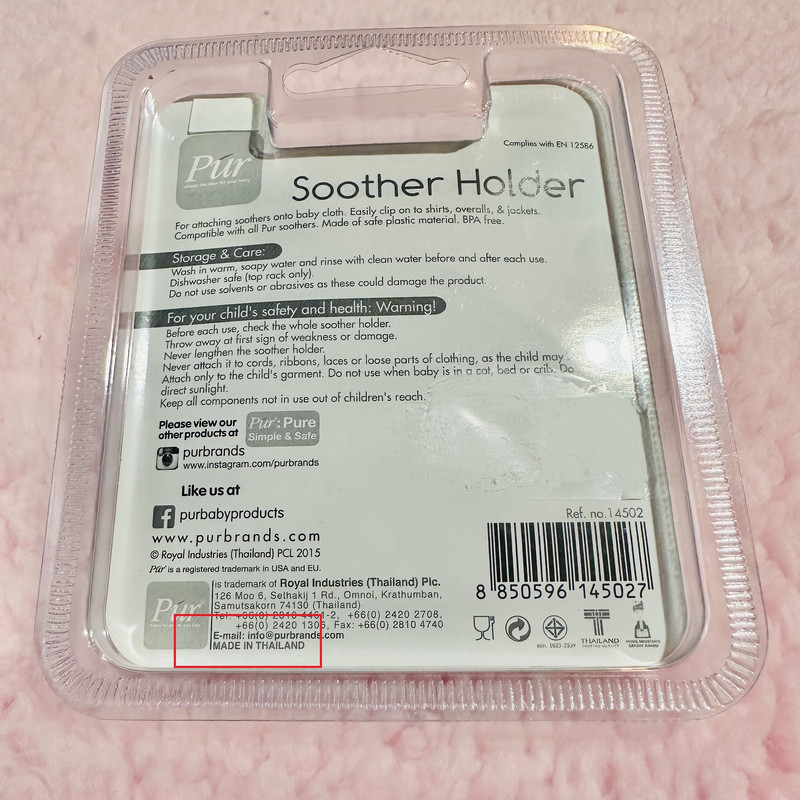 Pur
Complies with EN 12586
Soother Holder
For attaching soothers onto baby cloth. Easily clip on to shirts, overalls, & jackets.
Compatible with all Pur soothers. Made of safe plastic material. BPA free.
Storage & Care:
Wash in warm, soapy water and rinse with clean water before and after each use.
Dishwasher safe (top rack only).
Do not use solvents or abrasives as these could damage the product.
For your child's safety and health: Warning!
Before each use, check the whole soother holder.
Throw away at first sign of weakness or damage.
Never lengthen the soother holder.
Never attach it to cords, ribbons, laces or loose parts of clothing, as the child may
Attach only to the child's garment. Do not use when baby is in a cot, bed or crib. Do
direct sunlight.
Keep all components not in use out of children's reach.
Please view our
other products at
Pur:Pure
Simple & Safe
purbrands
www.instagram.com/purbrands
Like us at
purbabyproducts
www.purbrands.com
© Royal Industries (Thailand) PCL 2015
Pur is a registered trademark in USA and EU.
Ref. no.14502
8 850596 145027
Pur
is trademark of Royal Industries (Thailand) Plc.
126 Moo 6, Sethakij 1 Rd., Omnoi, Krathumban,
Samutsakorn 74130 (Thailand)
Tel: +66(0) 2810 4461-2, +66(0) 2420 2708,
+66(0) 2420 1305, Fax: +66(0) 2810 4740
E-mail: info@purbrands.com
MADE IN THAILAND
THAILAND